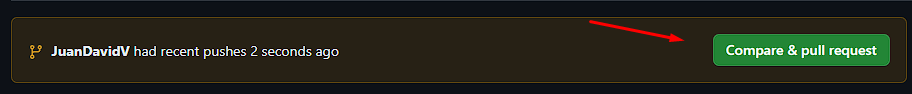 JuanDavidV had recent pushes 2 seconds ago
Compare & pull request